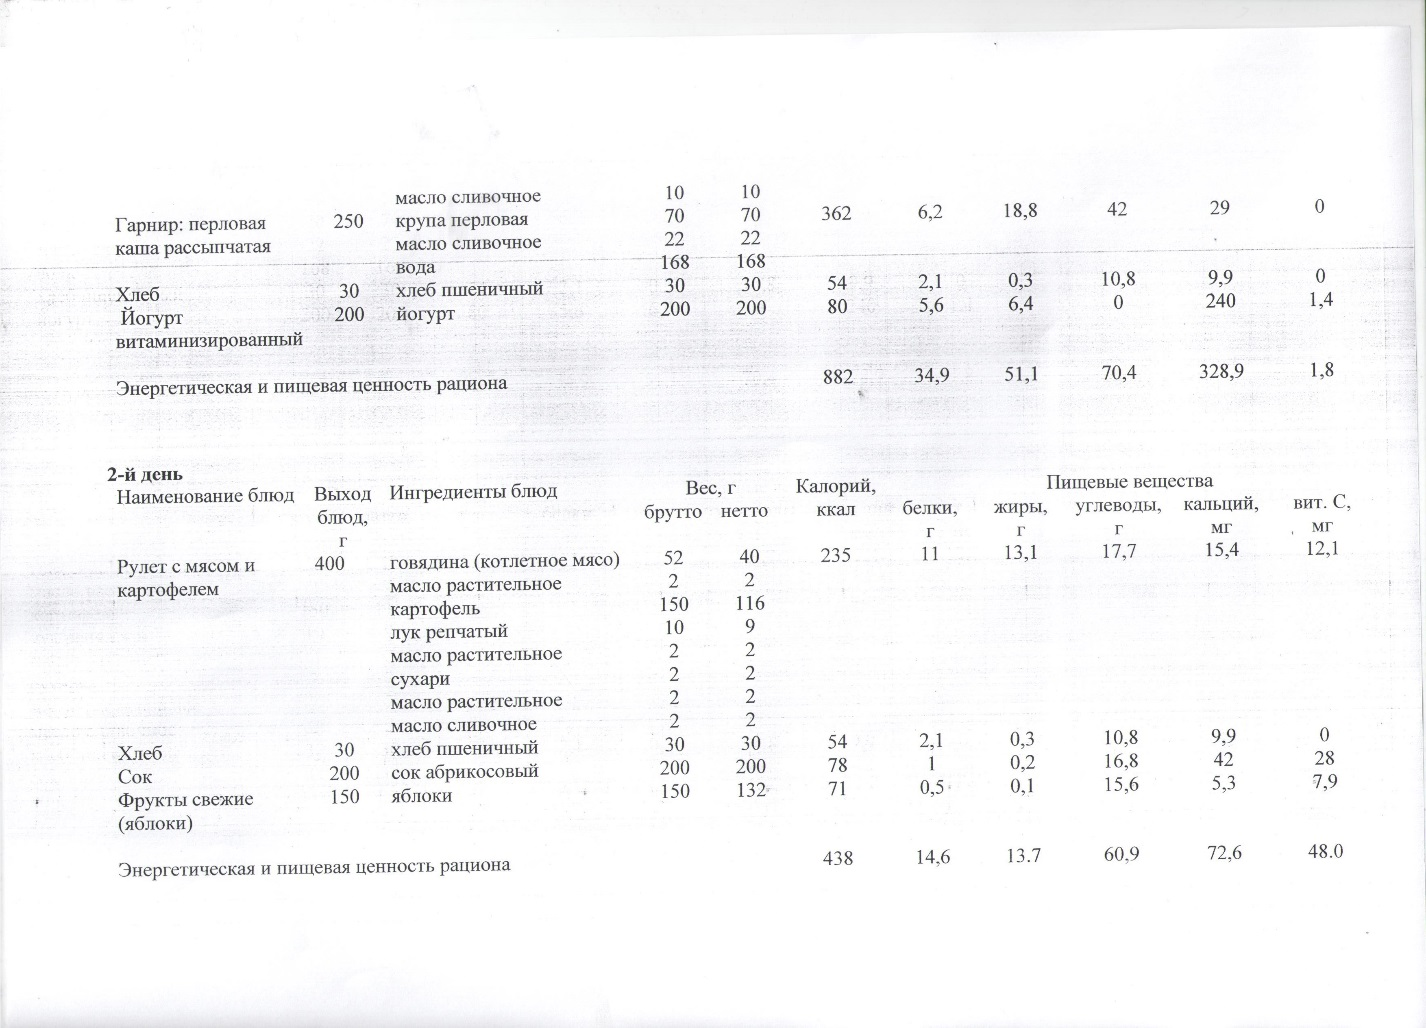 масло сливочное 10 10
Гарнир: перловая 250 крупа перловая 70 70 362 6,2 18,8 42 29 0
каша рассыпчатая масло сливочное 22 22
вода 168 168
Хлеб 30 хлеб пшеничный 30 30 54 2,1 0,3 10,8 9,9 0
Йогурт 200 йогурт 200 200 80 5,6 6,4 0 240 1,4
витаминизированный
Энергетическая и пищевая ценность рациона 882 34,9 51,1 70,4 328,9 1,8
2-й день
Наименование блюд Выход Ингредиенты блюд Вес, г Калорий, Пищевые вещества
блюд, брутто нетто ккал белки, жиры, углеводы, кальций, вит. С,
г г г г мг мг
Рулет с мясом и 400 говядина (котлетное мясо) 52 40 235 11 13,1 17,7 15,4 12,1
картофелем масло растительное 2 2
картофель 150 116
лук репчатый 10 9
масло растительное 2 2
сухари 2 2
масло растительное 2 2
масло сливочное 2 2
Хлеб 30 хлеб пшеничный 30 30 54 2,1 0,3 10,8 9,9 0
Сок 200 сок абрикосовый 200 200 78 1 0,2 16,8 42 28
Фрукты свежие 150 яблоки 150 132 71 0,5 0,1 15,6 5,3 7,9
(яблоки)
Энергетическая и пищевая ценность рациона 438 14,6 13.7 60,9 72,6 48.0